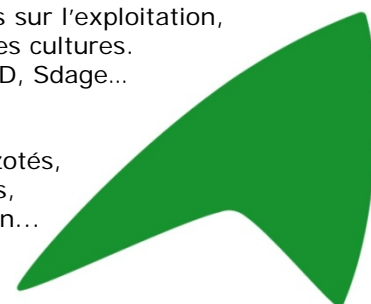 s sur l'exploitation,
es cultures.
D, Sdage...
zotés,
s,
n...